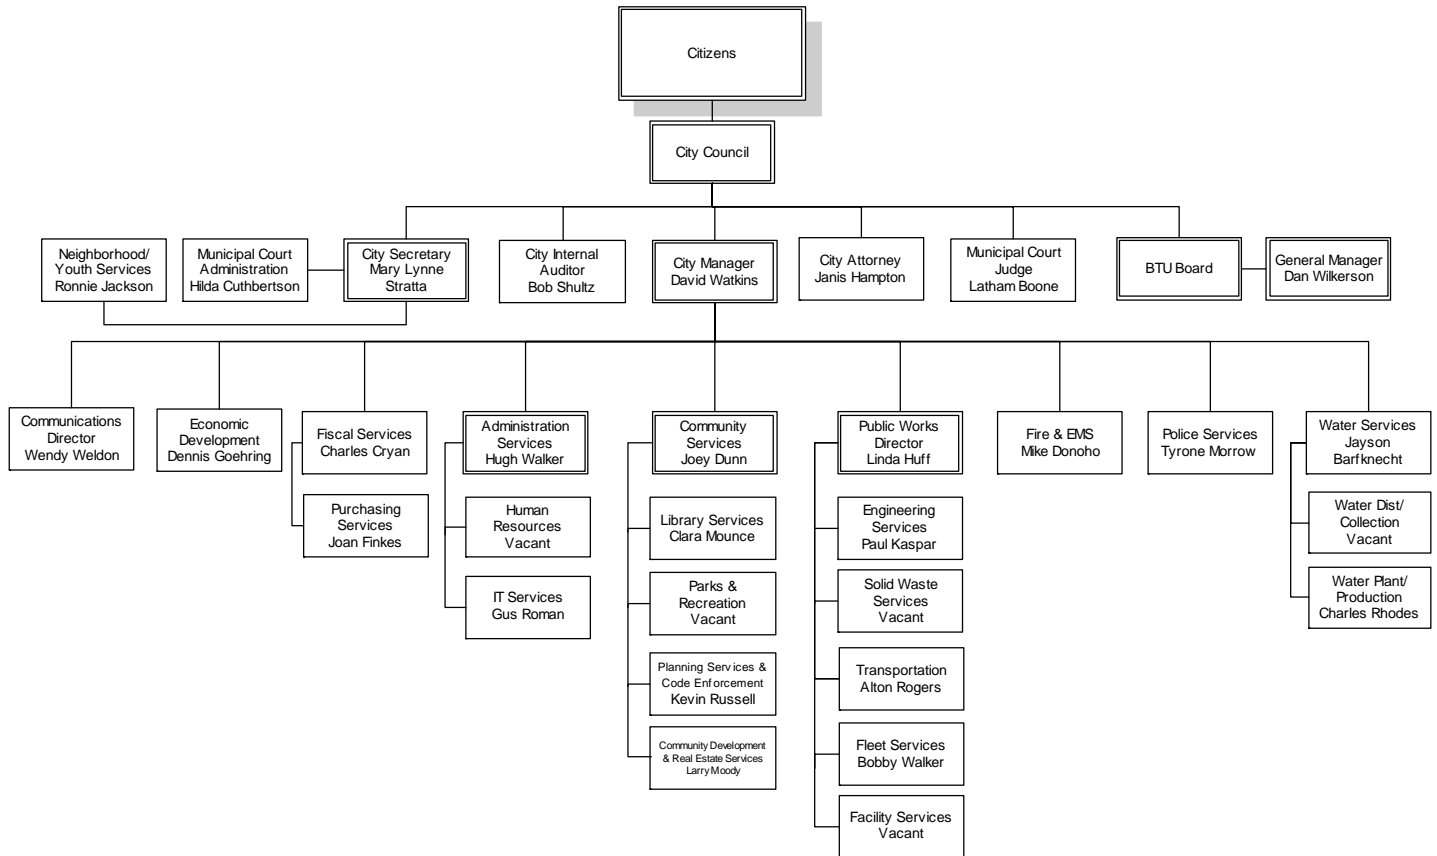 Citizens
City Council
Neighborhood/
Youth Services
Ronnie Jackson
Municipal Court
Administration
Hilda Cuthbertson
City Secretary
Mary Lynne
Stratta
City Internal
Auditor
Bob Shultz
City Manager
David Watkins
City Attorney
Janis Hampton
Municipal Court
Judge
Latham Boone
BTU Board
General Manager
Dan Wilkerson
Communications
Director
Wendy Weldon
Economic
Development
Dennis Goehring
Fiscal Services
Charles Cryan
Purchasing
Services
Joan Finkes
Administration
Services
Hugh Walker
Human
Resources
Vacant
IT Services
Gus Roman
Community
Services
Joey Dunn
Library Services
Clara Mounce
Parks &
Recreation
Vacant
Planning Services &
Code Enforcement
Kevin Russell
Community Development
& Real Estate Services
Larry Moody
Public Works
Director
Linda Huff
Engineering
Services
Paul Kaspar
Solid Waste
Services
Vacant
Transportation
Alton Rogers
Fleet Services
Bobby Walker
Facility Services
Vacant
Fire & EMS
Mike Donoho
Police Services
Tyrone Morrow
Water Services
Jayson
Barfknecht
Water Dist/
Collection
Vacant
Water Plant/
Production
Charles Rhodes